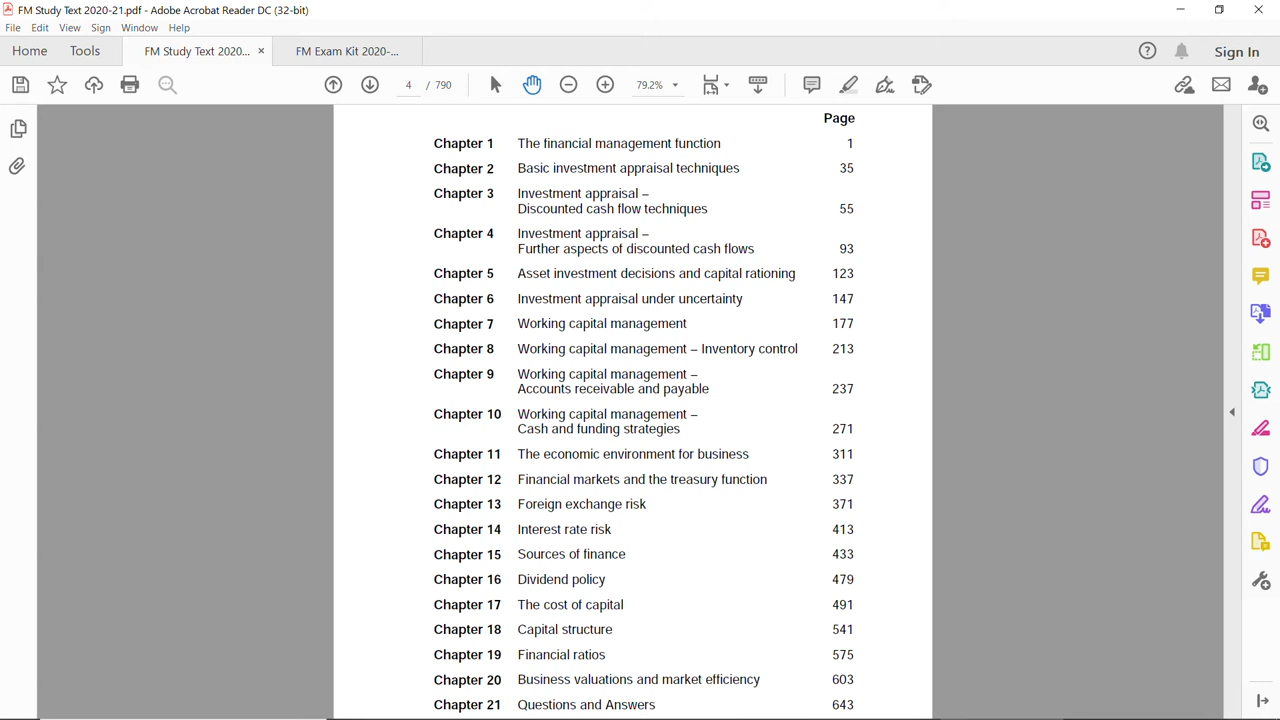 FM Study Text 2020-21.pdf - Adobe Acrobat Reader DC (32-bit)
File Edit View Sign Window Help
Home Tools FM Study Text 2020... × FM Exam Kit 2020-... Sign In
4 / 790 79.2%
Page
Chapter 1 The financial management function 1
Chapter 2 Basic investment appraisal techniques 35
Chapter 3 Investment appraisal –
Discounted cash flow techniques 55
Chapter 4 Investment appraisal –
Further aspects of discounted cash flows 93
Chapter 5 Asset investment decisions and capital rationing 123
Chapter 6 Investment appraisal under uncertainty 147
Chapter 7 Working capital management 177
Chapter 8 Working capital management – Inventory control 213
Chapter 9 Working capital management –
Accounts receivable and payable 237
Chapter 10 Working capital management –
Cash and funding strategies 271
Chapter 11 The economic environment for business 311
Chapter 12 Financial markets and the treasury function 337
Chapter 13 Foreign exchange risk 371
Chapter 14 Interest rate risk 413
Chapter 15 Sources of finance 433
Chapter 16 Dividend policy 479
Chapter 17 The cost of capital 491
Chapter 18 Capital structure 541
Chapter 19 Financial ratios 575
Chapter 20 Business valuations and market efficiency 603
Chapter 21 Questions and Answers 643